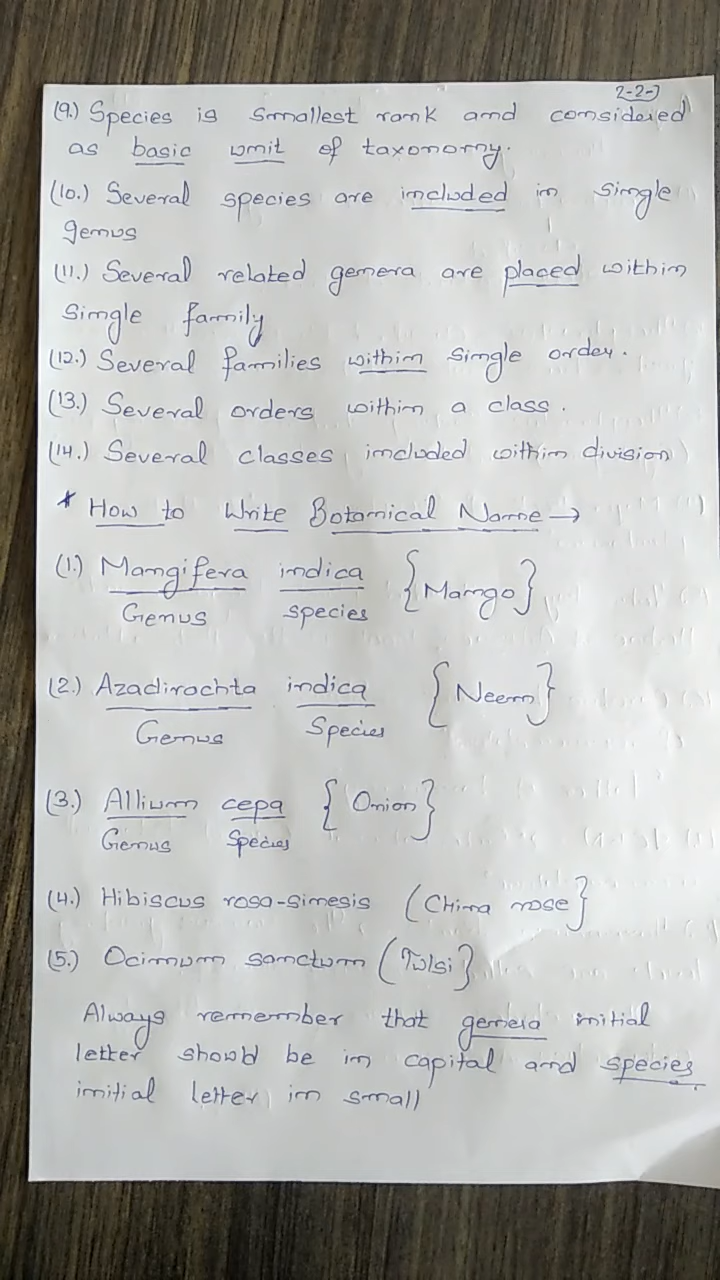 2-2-7
(9.) Species is smallest rank and considered
as basic unit of taxonomy.
(10.) Several species are included in single
genus
(11.) Several related genera are placed within
single family
(12.) Several families within single order.
(13.) Several orders within a class.
(14.) Several classes included within division
* How to Write Botanical Name →
(1.) Mangifera indica {Mango}
Genus species
(2.) Azadirachta indica {Neem}
Genus Species
(3.) Allium cepa {Onion}
Genus Species
(4.) Hibiscus rosa-sinesis (China rose}
(5.) Ocimum sanctum (Tulsi}
Always remember that genera initial
letter should be in capital and species
initial letter in small